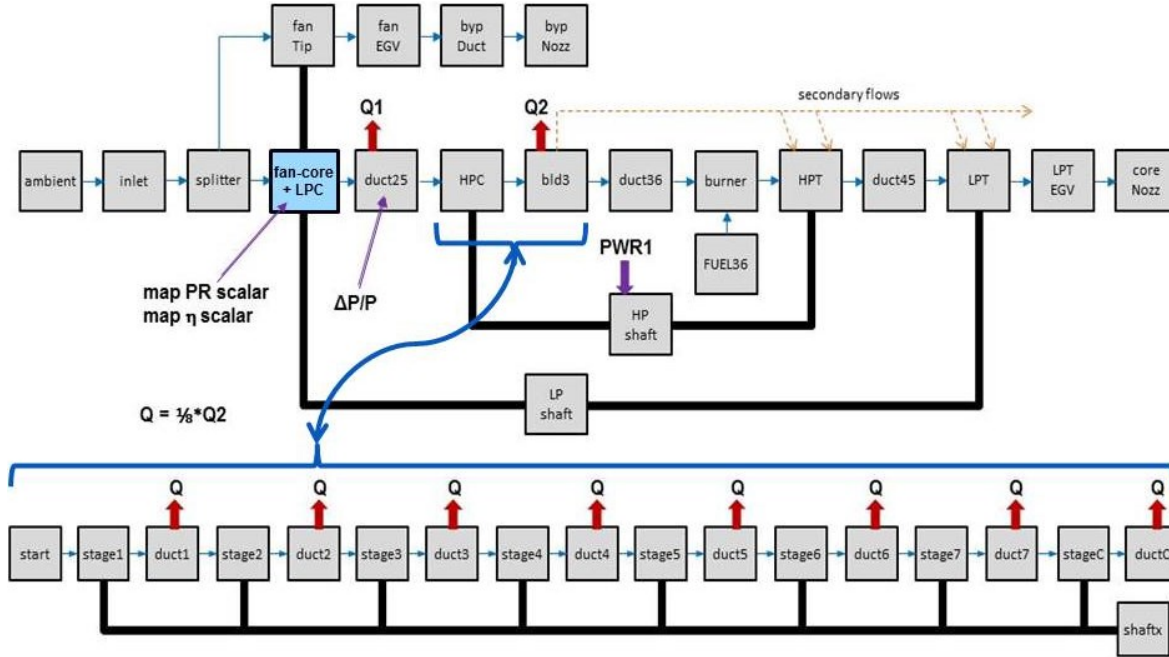 fan
Tip
fan
EGV
byp
Duct
byp
Nozz
Q1
Q2
secondary flows
ambient
inlet
splitter
fan-core
+ LPC
duct25
HPC
bld3
duct36
burner
HPT
duct45
LPT
LPT
EGV
core
Nozz
map PR scalar
map η scalar
ΔP/P
PWR1
FUEL36
HP
shaft
LP
shaft
Q = ⅛*Q2
Q
Q
Q
Q
Q
Q
Q
Q
start
stage1
duct1
stage2
duct2
stage3
duct3
stage4
duct4
stage5
duct5
stage6
duct6
stage7
duct7
stageC
ductC
shaftx